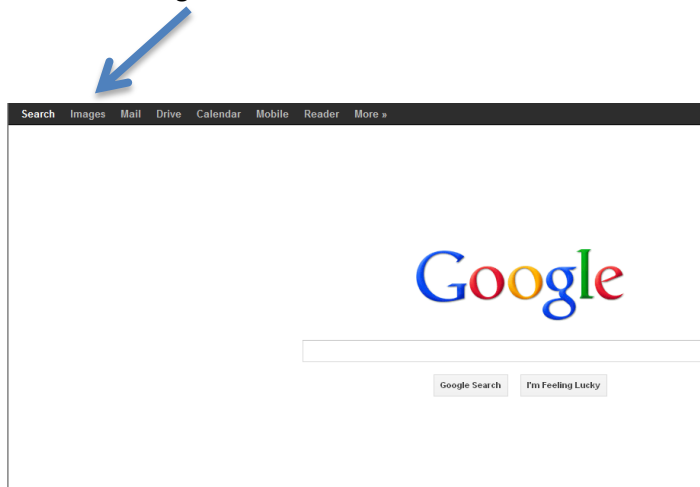 Search Images Mail Drive Calendar Mobile Reader More »
Google
Google Search I'm Feeling Lucky